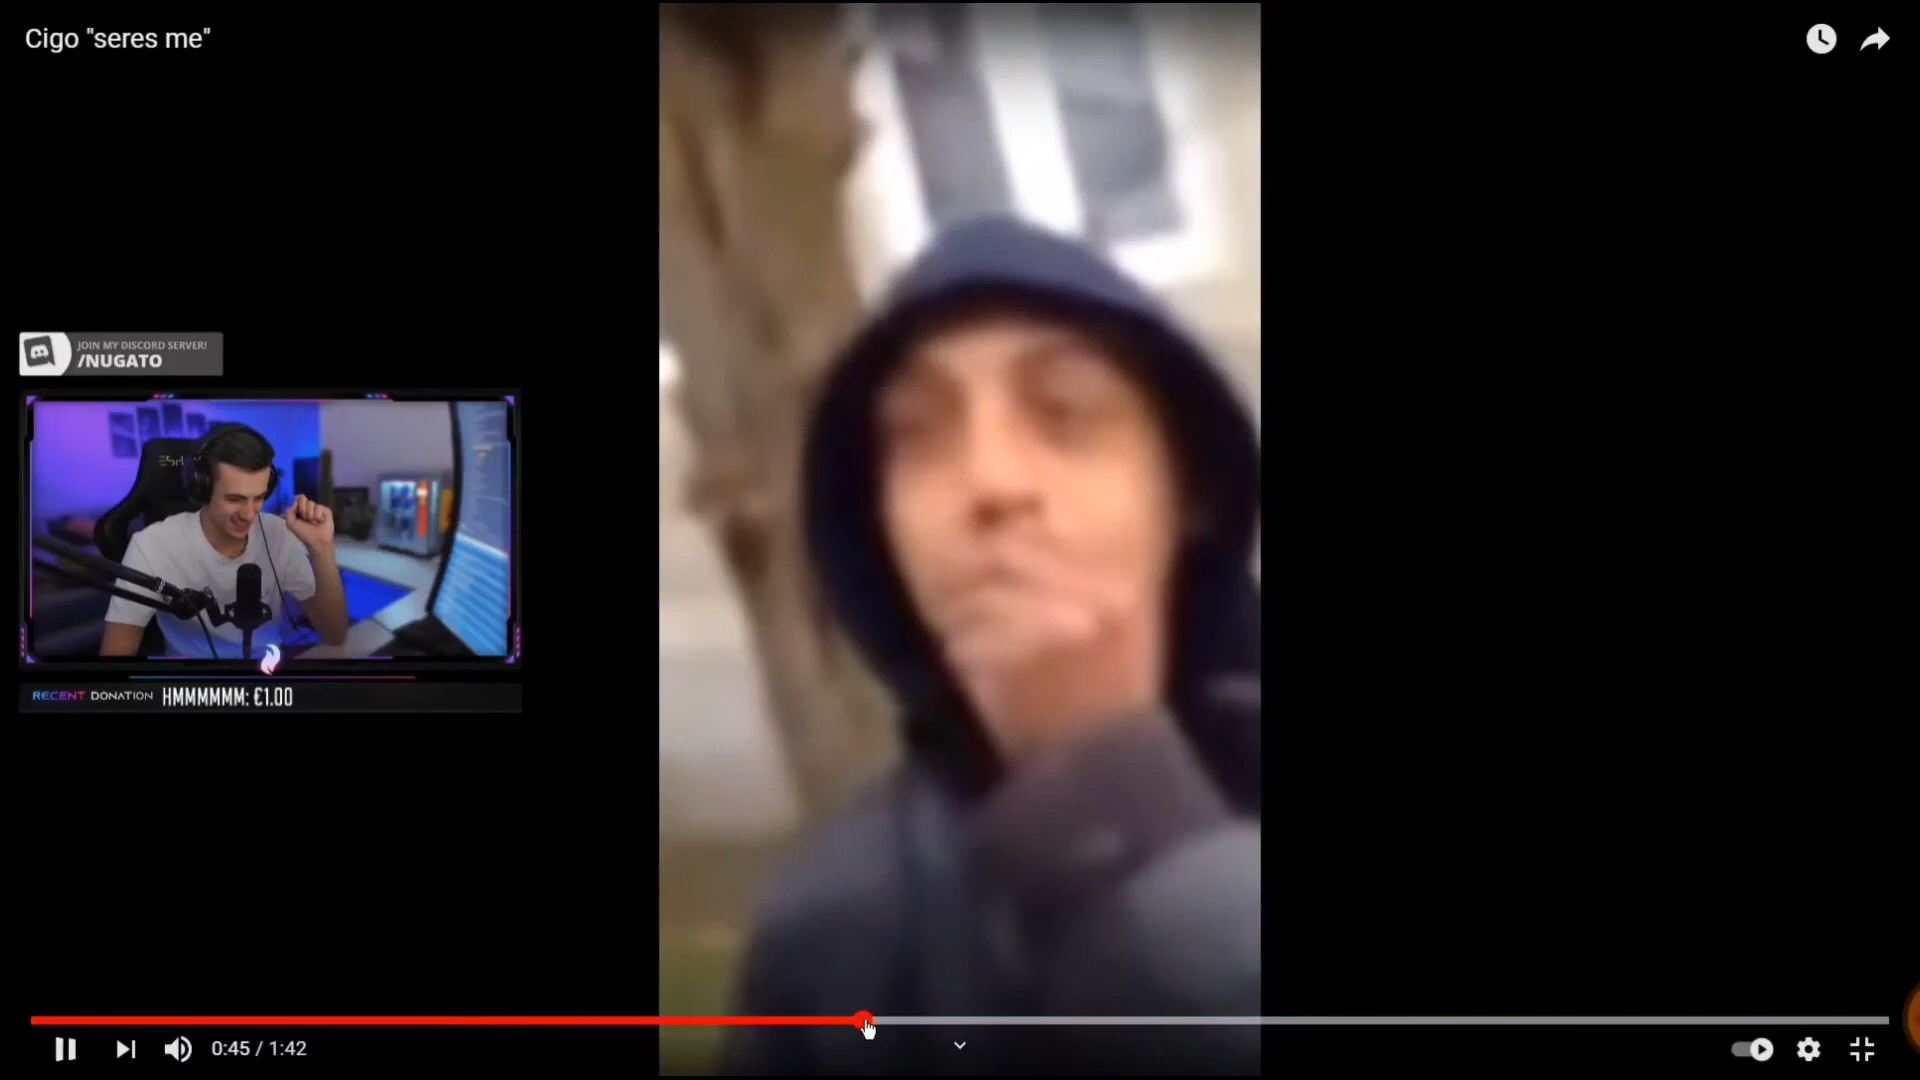 Cigo "seres me"
JOIN MY DISCORD SERVER!
/NUGATO
RECENT DONATION HMMMMMM: €1.00
0:45 / 1:42